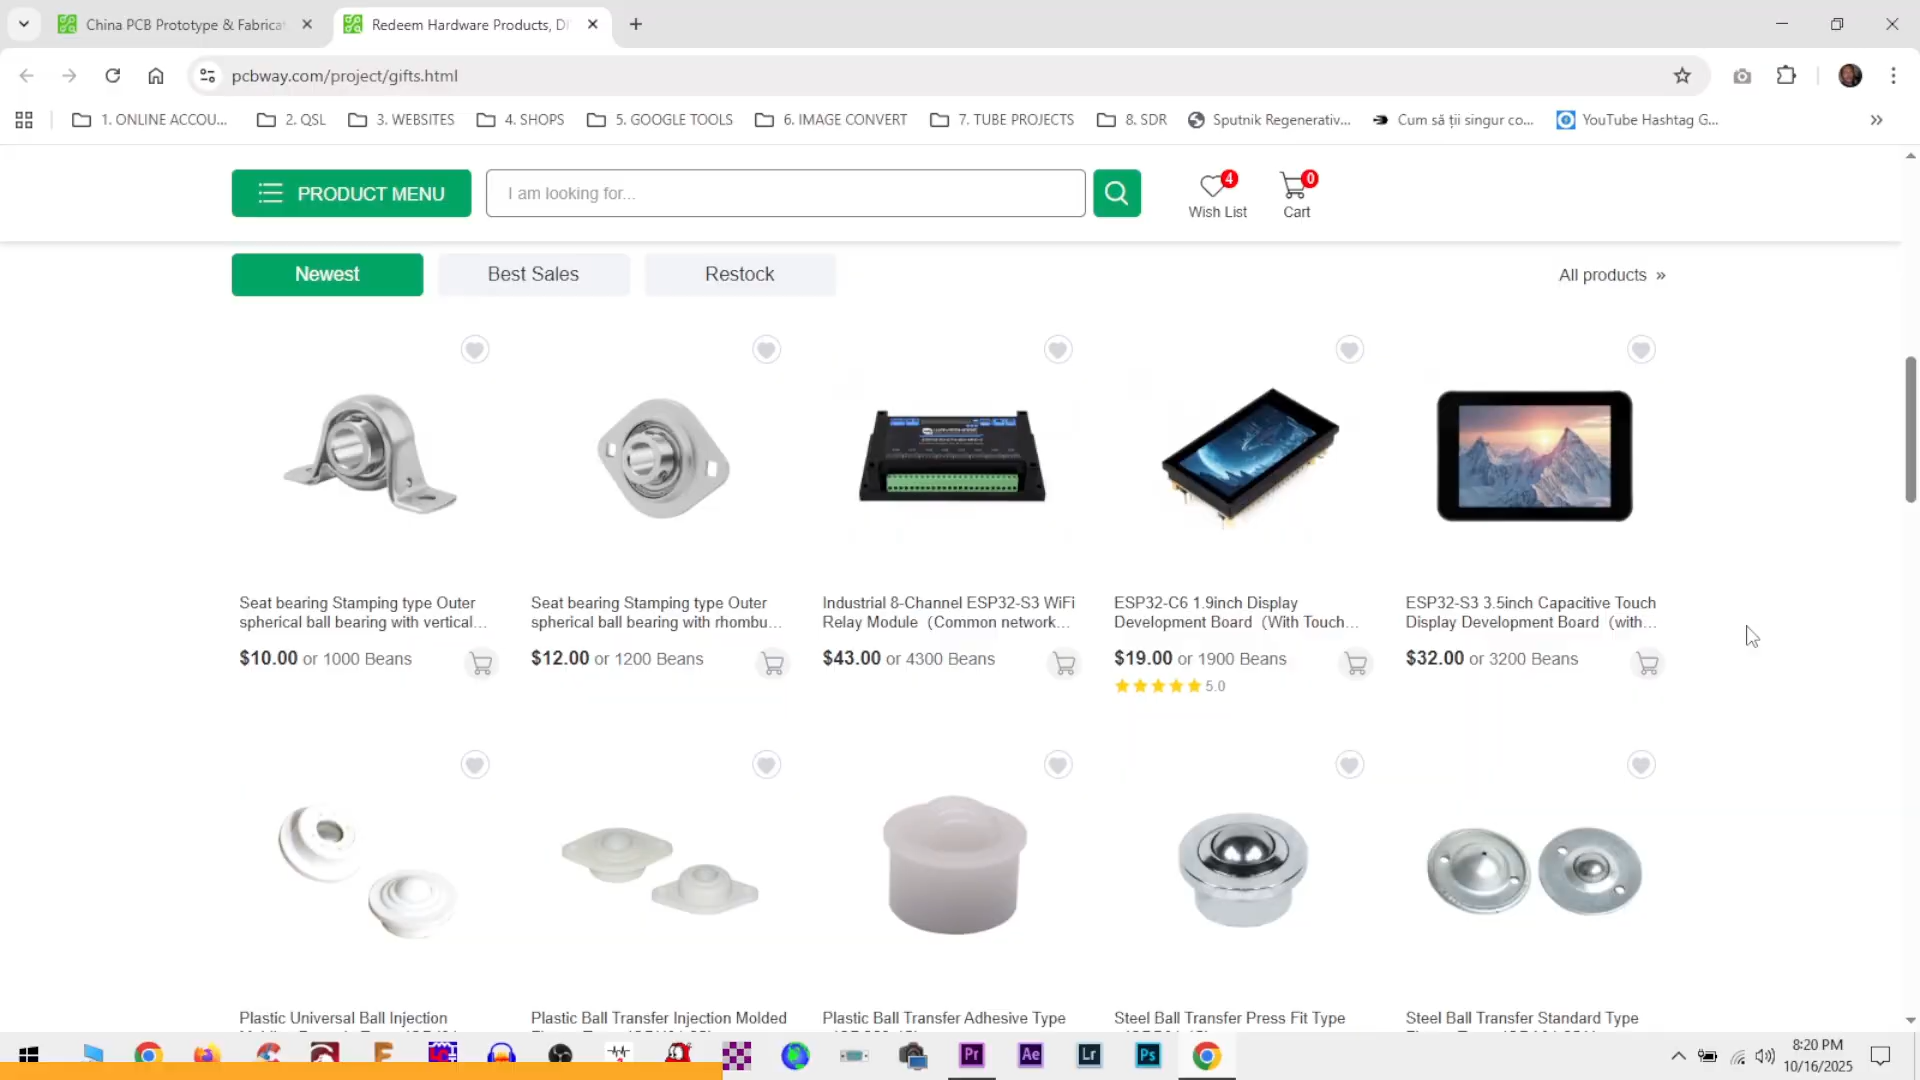 China PCB Prototype & Fabricat
Redeem Hardware Products, DI
pcbway.com/project/gifts.html
1. ONLINE ACCOU...
2. QSL
3. WEBSITES
4. SHOPS
5. GOOGLE TOOLS
6. IMAGE CONVERT
7. TUBE PROJECTS
8. SDR
Sputnik Regenerativ...
Cum să ții singur co...
YouTube Hashtag G...
PRODUCT MENU
I am looking for...
4
Wish List
0
Cart
Newest
Best Sales
Restock
All products »
Seat bearing Stamping type Outer
spherical ball bearing with vertical...
$10.00 or 1000 Beans
Seat bearing Stamping type Outer
spherical ball bearing with rhombu...
$12.00 or 1200 Beans
Industrial 8-Channel ESP32-S3 WiFi
Relay Module（Common network...
$43.00 or 4300 Beans
ESP32-C6 1.9inch Display
Development Board（With Touch...
$19.00 or 1900 Beans
5.0
ESP32-S3 3.5inch Capacitive Touch
Display Development Board（with...
$32.00 or 3200 Beans
Plastic Universal Ball Injection
Plastic Ball Transfer Injection Molded
Plastic Ball Transfer Adhesive Type
Steel Ball Transfer Press Fit Type
Steel Ball Transfer Standard Type
Pr
Ae
Lr
Ps
8:20 PM
10/16/2025